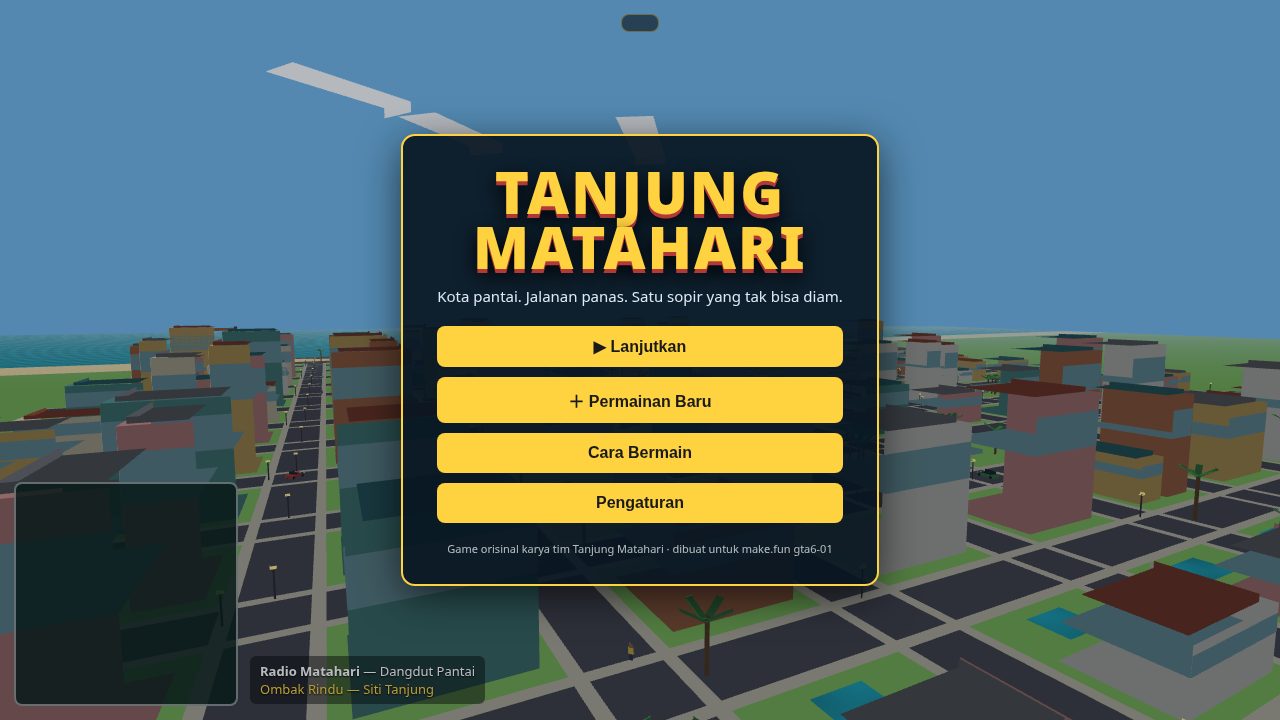 TANJUNG
MATAHARI
Kota pantai. Jalanan panas. Satu sopir yang tak bisa diam.
▶ Lanjutkan
＋ Permainan Baru
Cara Bermain
Pengaturan
Game orisinal karya tim Tanjung Matahari · dibuat untuk make.fun gta6-01
Radio Matahari — Dangdut Pantai
Ombak Rindu — Siti Tanjung